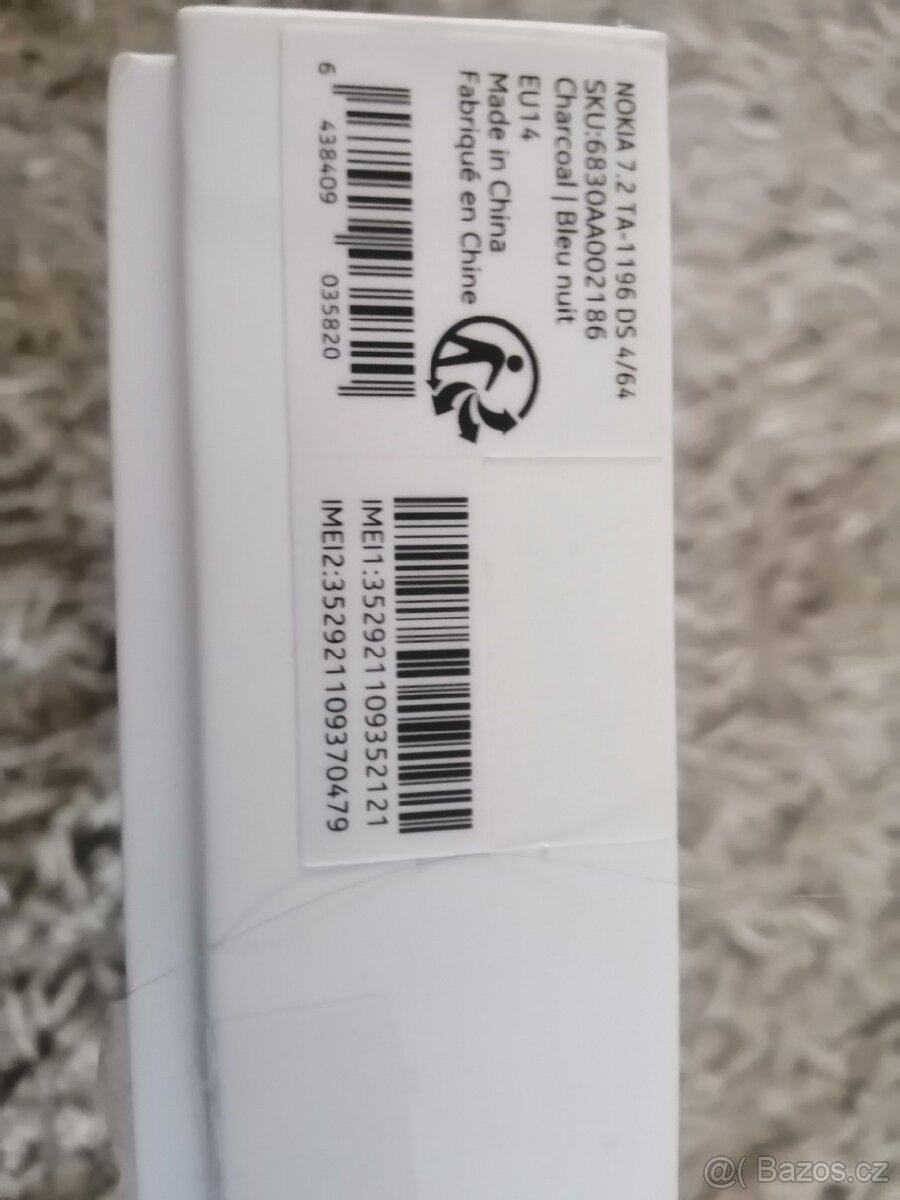 NOKIA 7.2 TA-1196 DS 4/64
SKU:6830AA002186
Charcoal | Bleu nuit
EU14
Made in China
Fabriqué en Chine
6 438409 035820
IMEI1:352921109352121
IMEI2:352921109370479
@( Bazos.cz